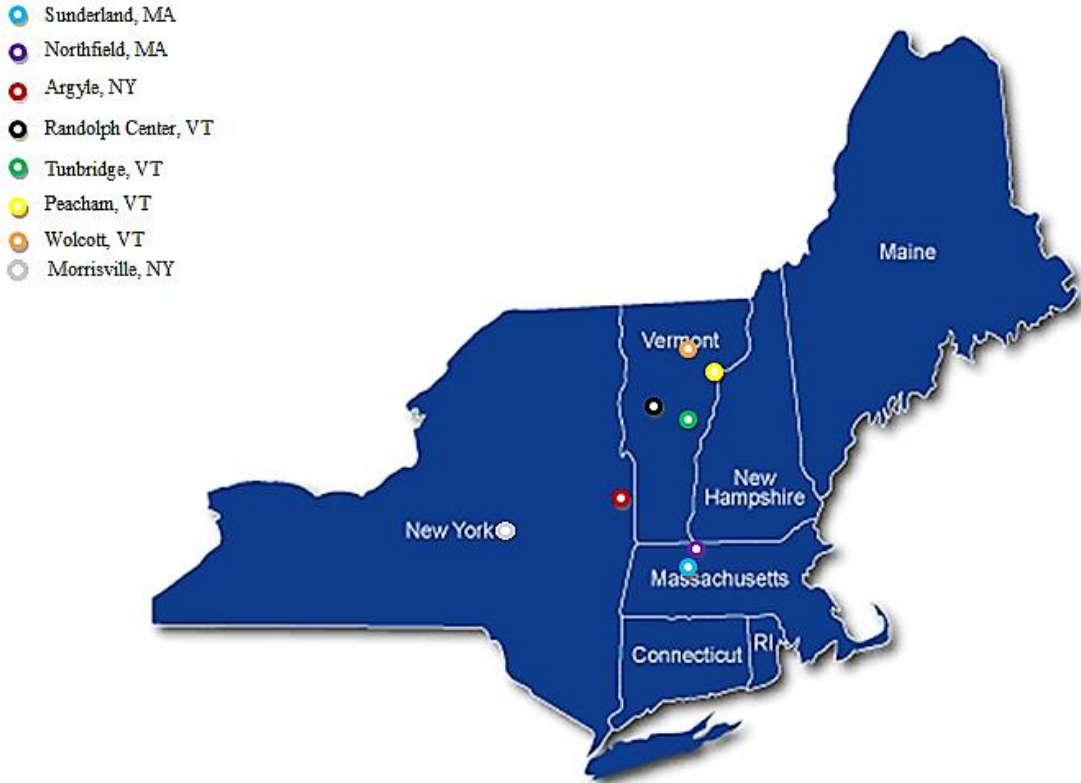 Sunderland, MA
Northfield, MA
Argyle, NY
Randolph Center, VT
Tunbridge, VT
Peacham, VT
Wolcott, VT
Morrisville, NY
Maine
Vermont
New
Hampshire
New York
Massachusetts
Connecticut
RI